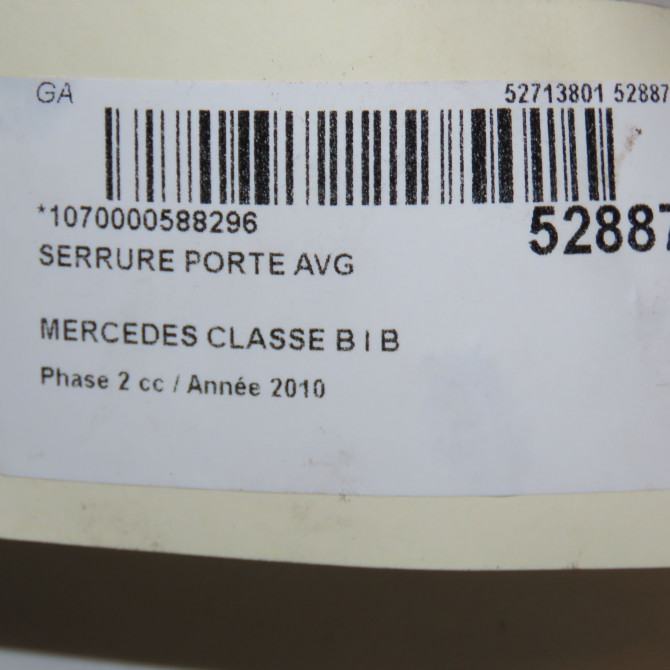 GA 52713801 52887
*1070000588296
52887
SERRURE PORTE AVG
MERCEDES CLASSE B I B
Phase 2 cc / Année 2010